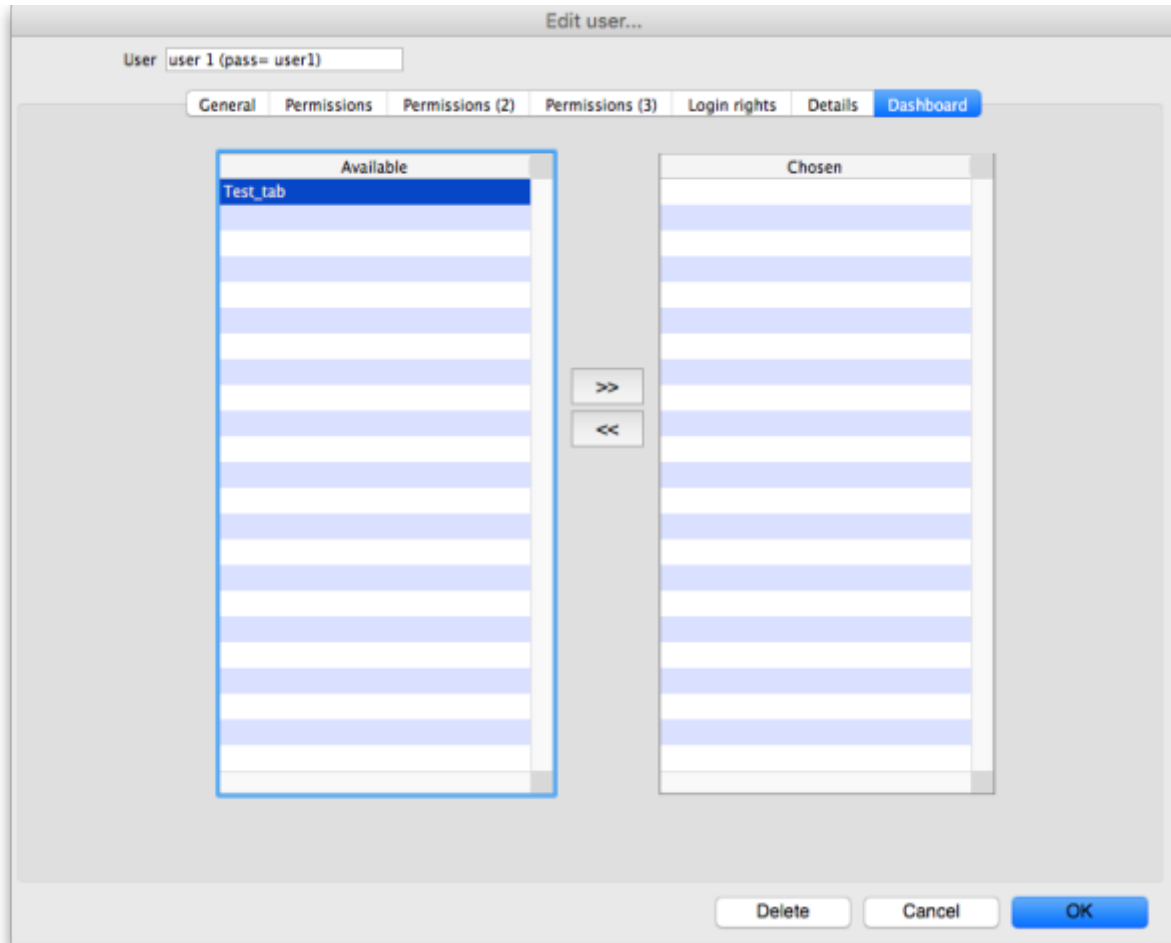 Edit user...
User user 1 (pass= user1)
General Permissions Permissions (2) Permissions (3) Login rights Details Dashboard
Available Chosen
Test_tab
>>
<<
Delete Cancel OK